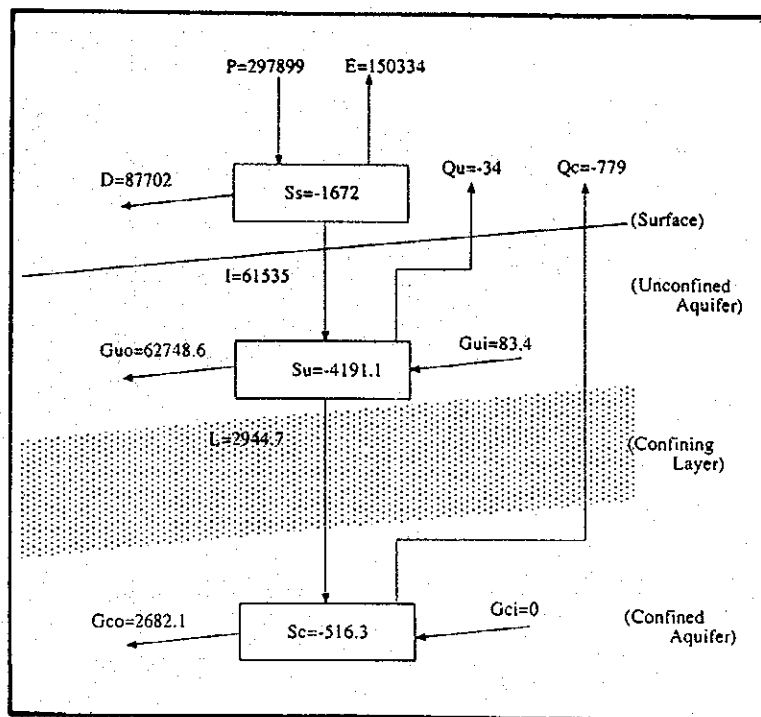 P=297899 E=150334
D=87702
Ss=-1672
Qu=-34 Qc=-779
(Surface)
I=61535
(Unconfined
Aquifer)
Guo=62748.6
Su=-4191.1
Gui=83.4
L=2944.7
(Confining
Layer)
Gco=2682.1
Sc=-516.3
Gci=0
(Confined
Aquifer)